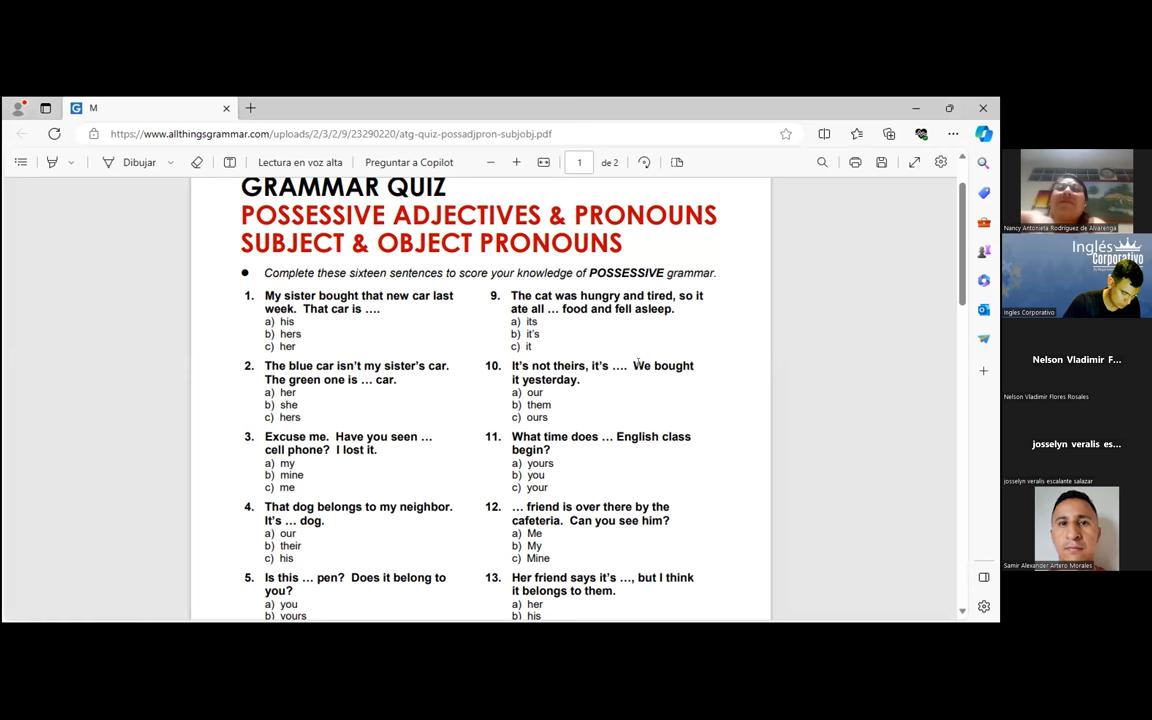 M
https://www.allthingsgrammar.com/uploads/2/3/2/9/23290220/atg-quiz-possadjpron-subjobj.pdf
Dibujar
Lectura en voz alta
Preguntar a Copilot
1
de 2
GRAMMAR QUIZ
POSSESSIVE ADJECTIVES & PRONOUNS
SUBJECT & OBJECT PRONOUNS
Complete these sixteen sentences to score your knowledge of POSSESSIVE grammar.
1. My sister bought that new car last
week. That car is ….
a) his
b) hers
c) her
2. The blue car isn't my sister's car.
The green one is … car.
a) her
b) she
c) hers
3. Excuse me. Have you seen …
cell phone? I lost it.
a) my
b) mine
c) me
4. That dog belongs to my neighbor.
It's … dog.
a) our
b) their
c) his
5. Is this … pen? Does it belong to
you?
a) you
b) yours
9. The cat was hungry and tired, so it
ate all … food and fell asleep.
a) its
b) it's
c) it
10. It's not theirs, it's …. We bought
it yesterday.
a) our
b) them
c) ours
11. What time does … English class
begin?
a) yours
b) you
c) your
12. … friend is over there by the
cafeteria. Can you see him?
a) Me
b) My
c) Mine
13. Her friend says it's …, but I think
it belongs to them.
a) her
b) his
Nancy Antonieta Rodríguez de Alvarenga
Inglés
Corporativo
Ingles Corporativo
Nelson Vladimir F...
Nelson Vladimir Flores Rosales
josselyn veralis es...
josselyn veralis escalante salazar
Samir Alexander Artero Morales